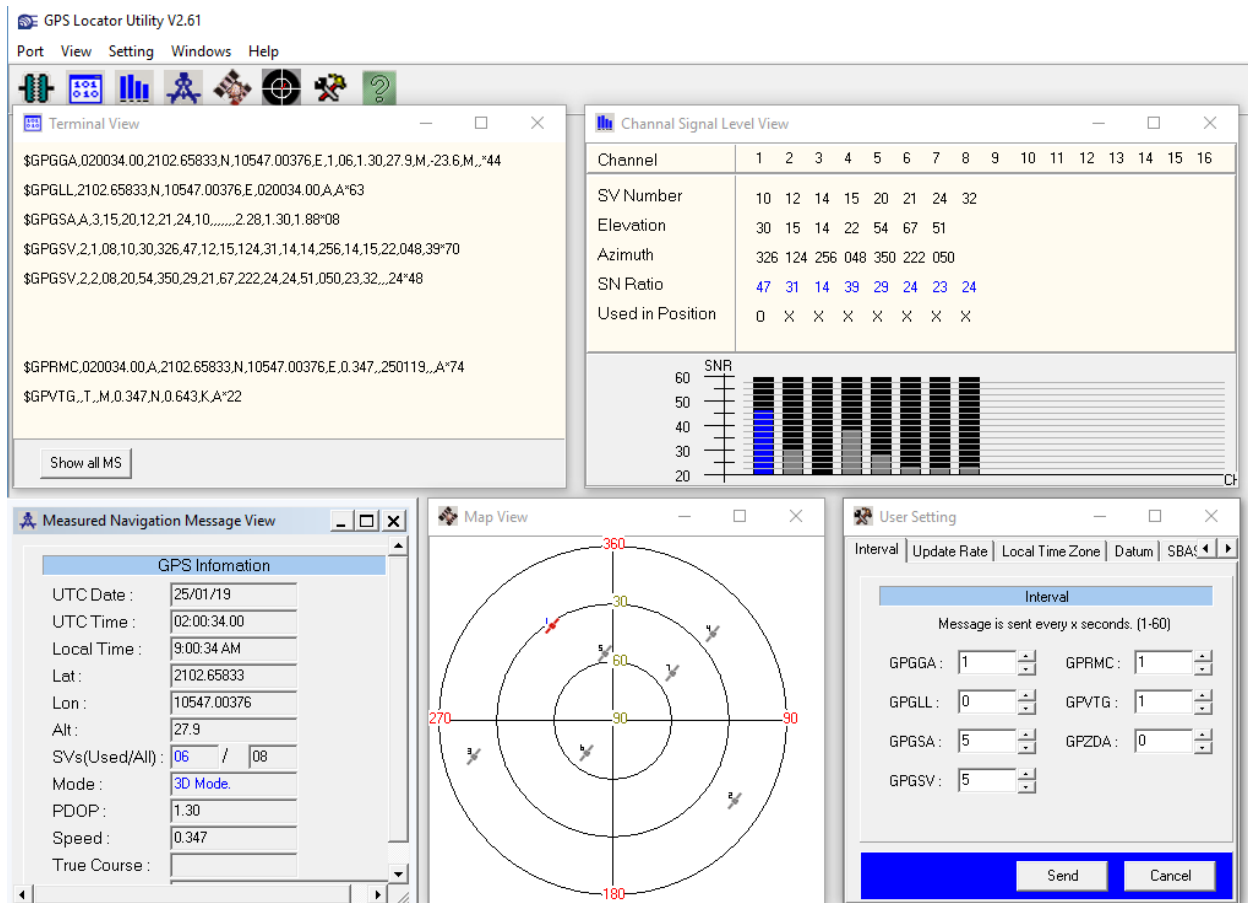 GPS Locator Utility V2.61
Port View Setting Windows Help
Terminal View
$GPGGA,020034.00,2102.65833,N,10547.00376,E,1,06,1.30,27.9,M,-23.6,M,,*44
$GPGLL,2102.65833,N,10547.00376,E,020034.00,A,A*63
$GPGSA,A,3,15,20,12,21,24,10,,,,,,,2.28,1.30,1.88*08
$GPGSV,2,1,08,10,30,326,47,12,15,124,31,14,14,256,14,15,22,048,39*70
$GPGSV,2,2,08,20,54,350,29,21,67,222,24,24,51,050,23,32,,,24*48
$GPRMC,020034.00,A,2102.65833,N,10547.00376,E,0.347,,250119,,,A*74
$GPVTG,,T,,M,0.347,N,0.643,K,A*22
Show all MS
Channal Signal Level View
Channel 1 2 3 4 5 6 7 8 9 10 11 12 13 14 15 16
SV Number 10 12 14 15 20 21 24 32
Elevation 30 15 14 22 54 67 51
Azimuth 326 124 256 048 350 222 050
SN Ratio 47 31 14 39 29 24 23 24
Used in Position O X X X X X X X
SNR
60
50
40
30
20
CH
Measured Navigation Message View
GPS Infomation
UTC Date : 25/01/19
UTC Time : 02:00:34.00
Local Time : 9:00:34 AM
Lat : 2102.65833
Lon : 10547.00376
Alt : 27.9
SVs(Used/All) : 06 / 08
Mode : 3D Mode.
PDOP : 1.30
Speed : 0.347
True Course :
Map View
360
30
1
4
5
60
7
270
90
90
3
6
2
180
User Setting
Interval Update Rate Local Time Zone Datum SBAS
Interval
Message is sent every x seconds. (1-60)
GPGGA : 1 GPRMC : 1
GPGLL : 0 GPVTG : 1
GPGSA : 5 GPZDA : 0
GPGSV : 5
Send Cancel